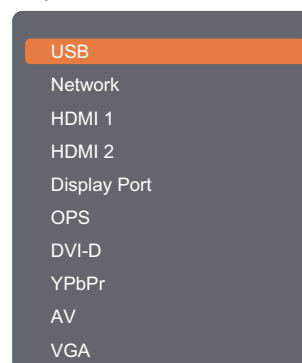 USB
Network
HDMI 1
HDMI 2
Display Port
OPS
DVI-D
YPbPr
AV
VGA